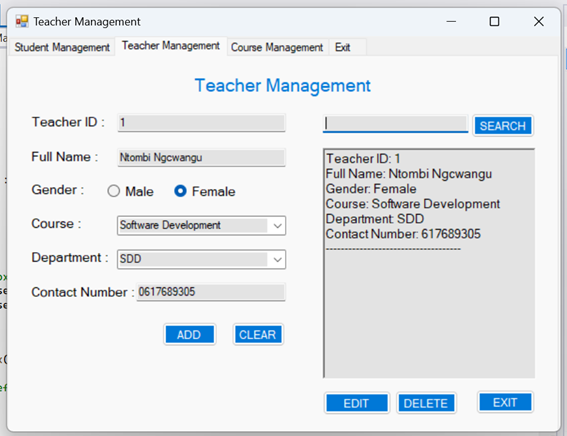 Teacher Management
Student Management Teacher Management Course Management Exit
Teacher Management
Teacher ID : 1
SEARCH
Full Name : Ntombi Ngcwangu
Gender : Male Female
Course : Software Development
Department : SDD
Contact Number : 0617689305
ADD CLEAR
Teacher ID: 1
Full Name: Ntombi Ngcwangu
Gender: Female
Course: Software Development
Department: SDD
Contact Number: 617689305
------------------------------------
EDIT DELETE EXIT